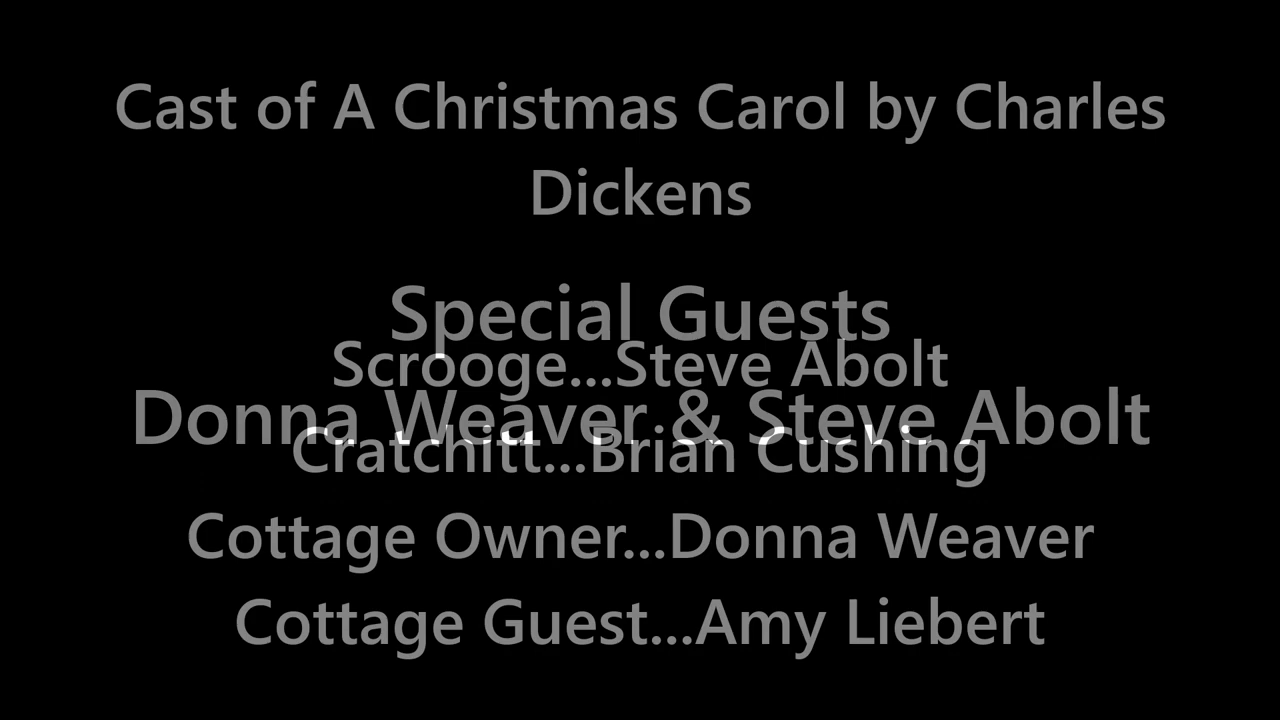 Cast of A Christmas Carol by Charles
Dickens
Special Guests
Scrooge...Steve Abolt
Donna Weaver & Steve Abolt
Cratchitt...Brian Cushing
Cottage Owner...Donna Weaver
Cottage Guest...Amy Liebert